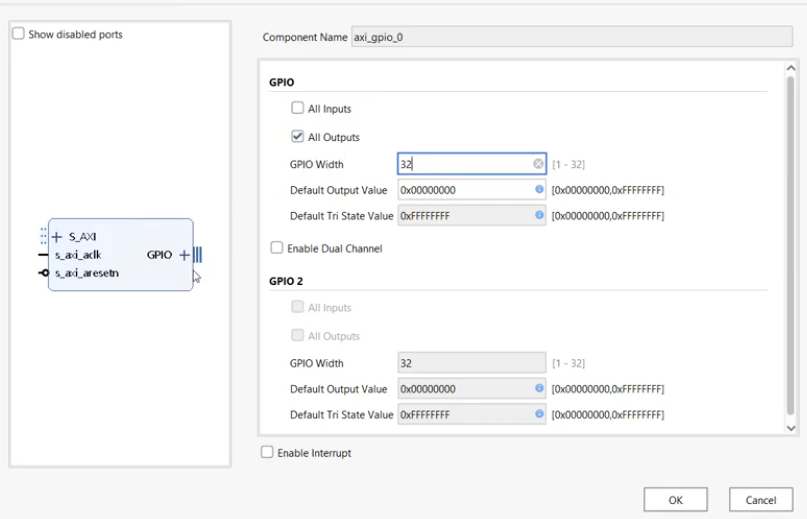 Show disabled ports
S_AXI
s_axi_aclk
GPIO
s_axi_aresetn
Component Name axi_gpio_0
GPIO
All Inputs
All Outputs
GPIO Width 32 [1 - 32]
Default Output Value 0x00000000 [0x00000000,0xFFFFFFFF]
Default Tri State Value 0xFFFFFFFF [0x00000000,0xFFFFFFFF]
Enable Dual Channel
GPIO 2
All Inputs
All Outputs
GPIO Width 32 [1 - 32]
Default Output Value 0x00000000 [0x00000000,0xFFFFFFFF]
Default Tri State Value 0xFFFFFFFF [0x00000000,0xFFFFFFFF]
Enable Interrupt
OK Cancel